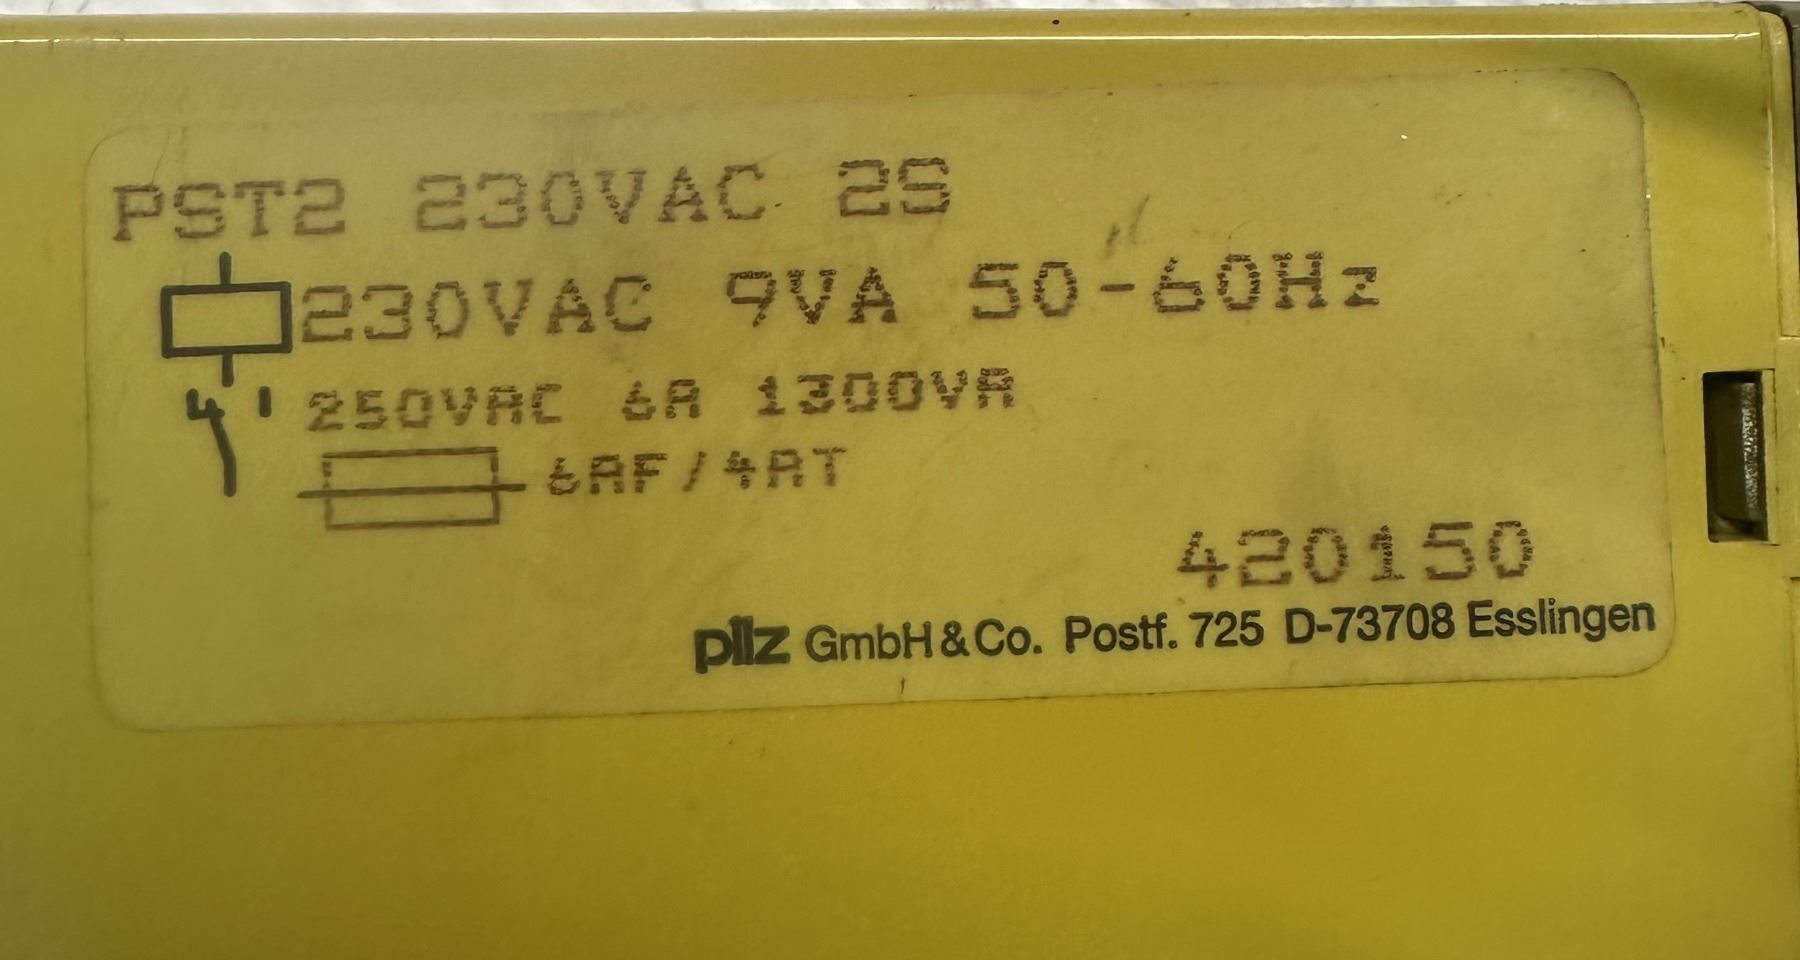 PST2 230VAC 2S
230VAC 9VA 50-60Hz
250VAC 6A 1300VA
6AF/4AT
420150
pilz GmbH & Co. Postf. 725 D-73708 Esslingen